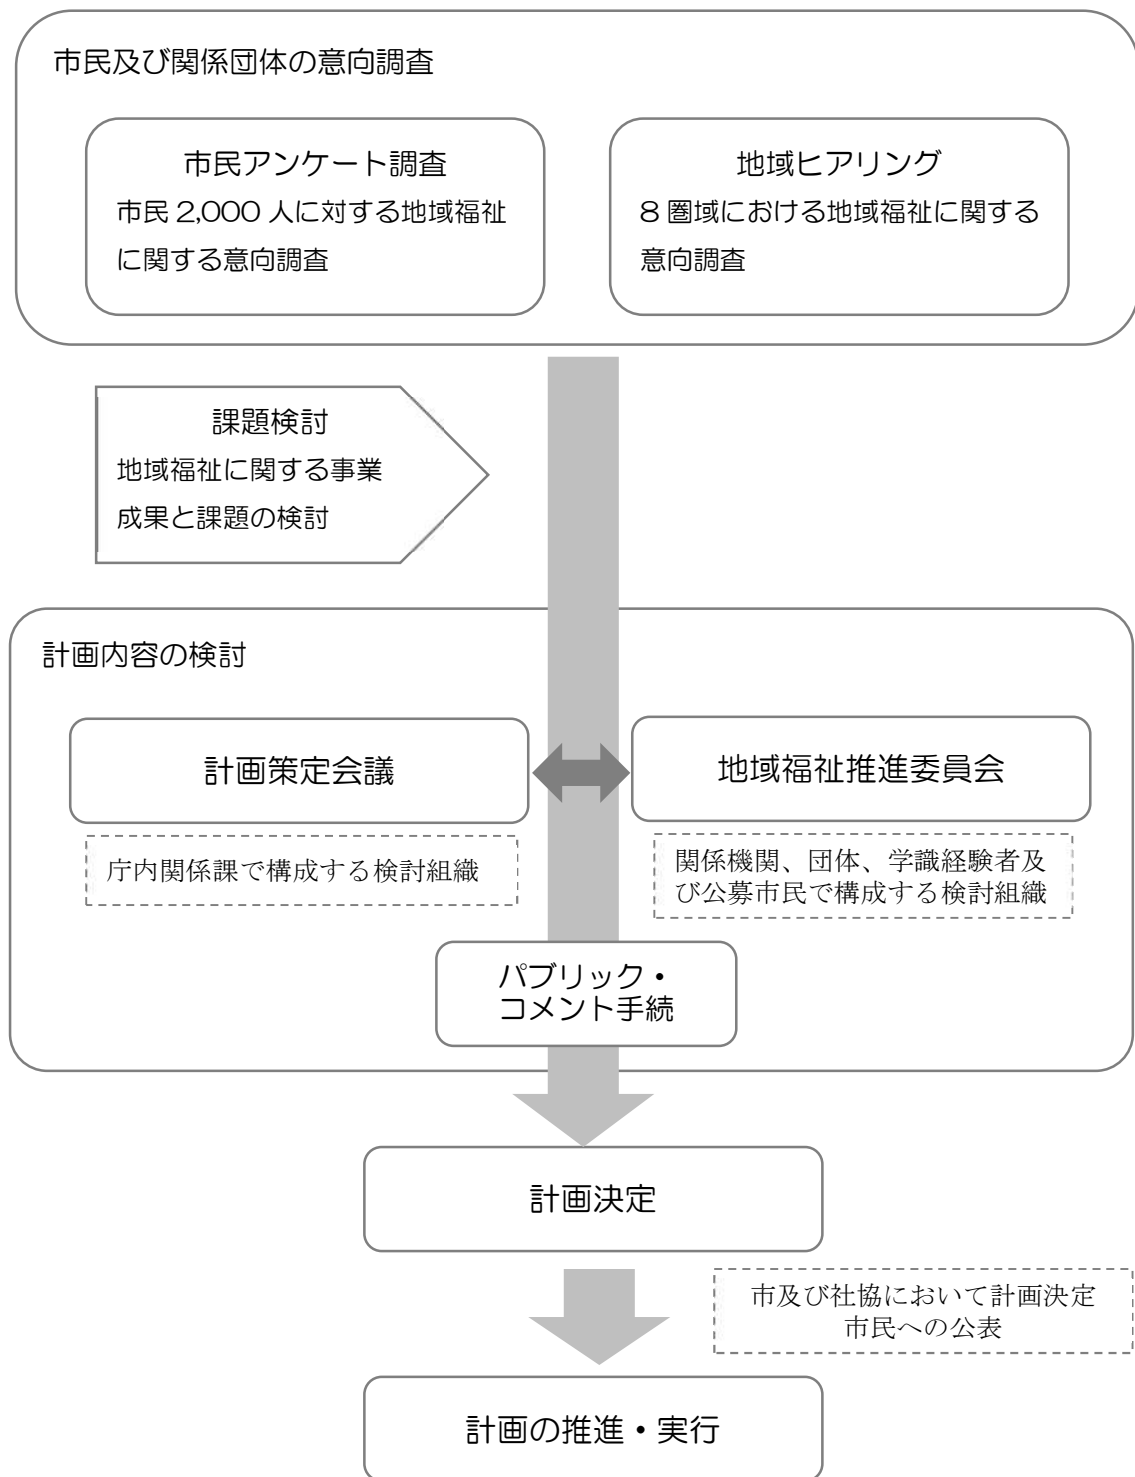 市民及び関係団体の意向調査
市民アンケート調査
市民 2,000 人に対する地域福祉
に関する意向調査
地域ヒアリング
8 圏域における地域福祉に関する
意向調査
課題検討
地域福祉に関する事業
成果と課題の検討
計画内容の検討
計画策定会議
地域福祉推進委員会
庁内関係課で構成する検討組織
関係機関、団体、学識経験者及
び公募市民で構成する検討組織
パブリック・
コメント手続
計画決定
市及び社協において計画決定
市民への公表
計画の推進・実行